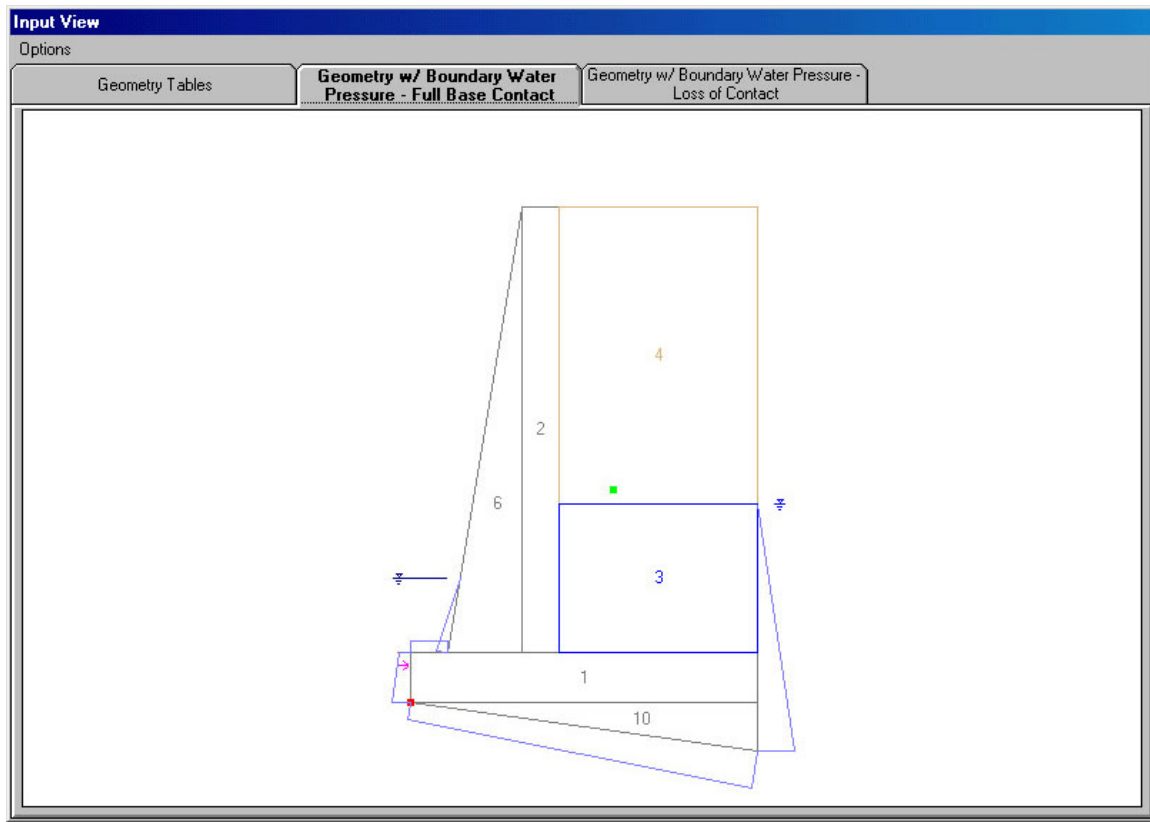 Input View
Options
Geometry Tables
Geometry w/ Boundary Water
Pressure - Full Base Contact
Geometry w/ Boundary Water Pressure -
Loss of Contact
4
2
6
3
1
10